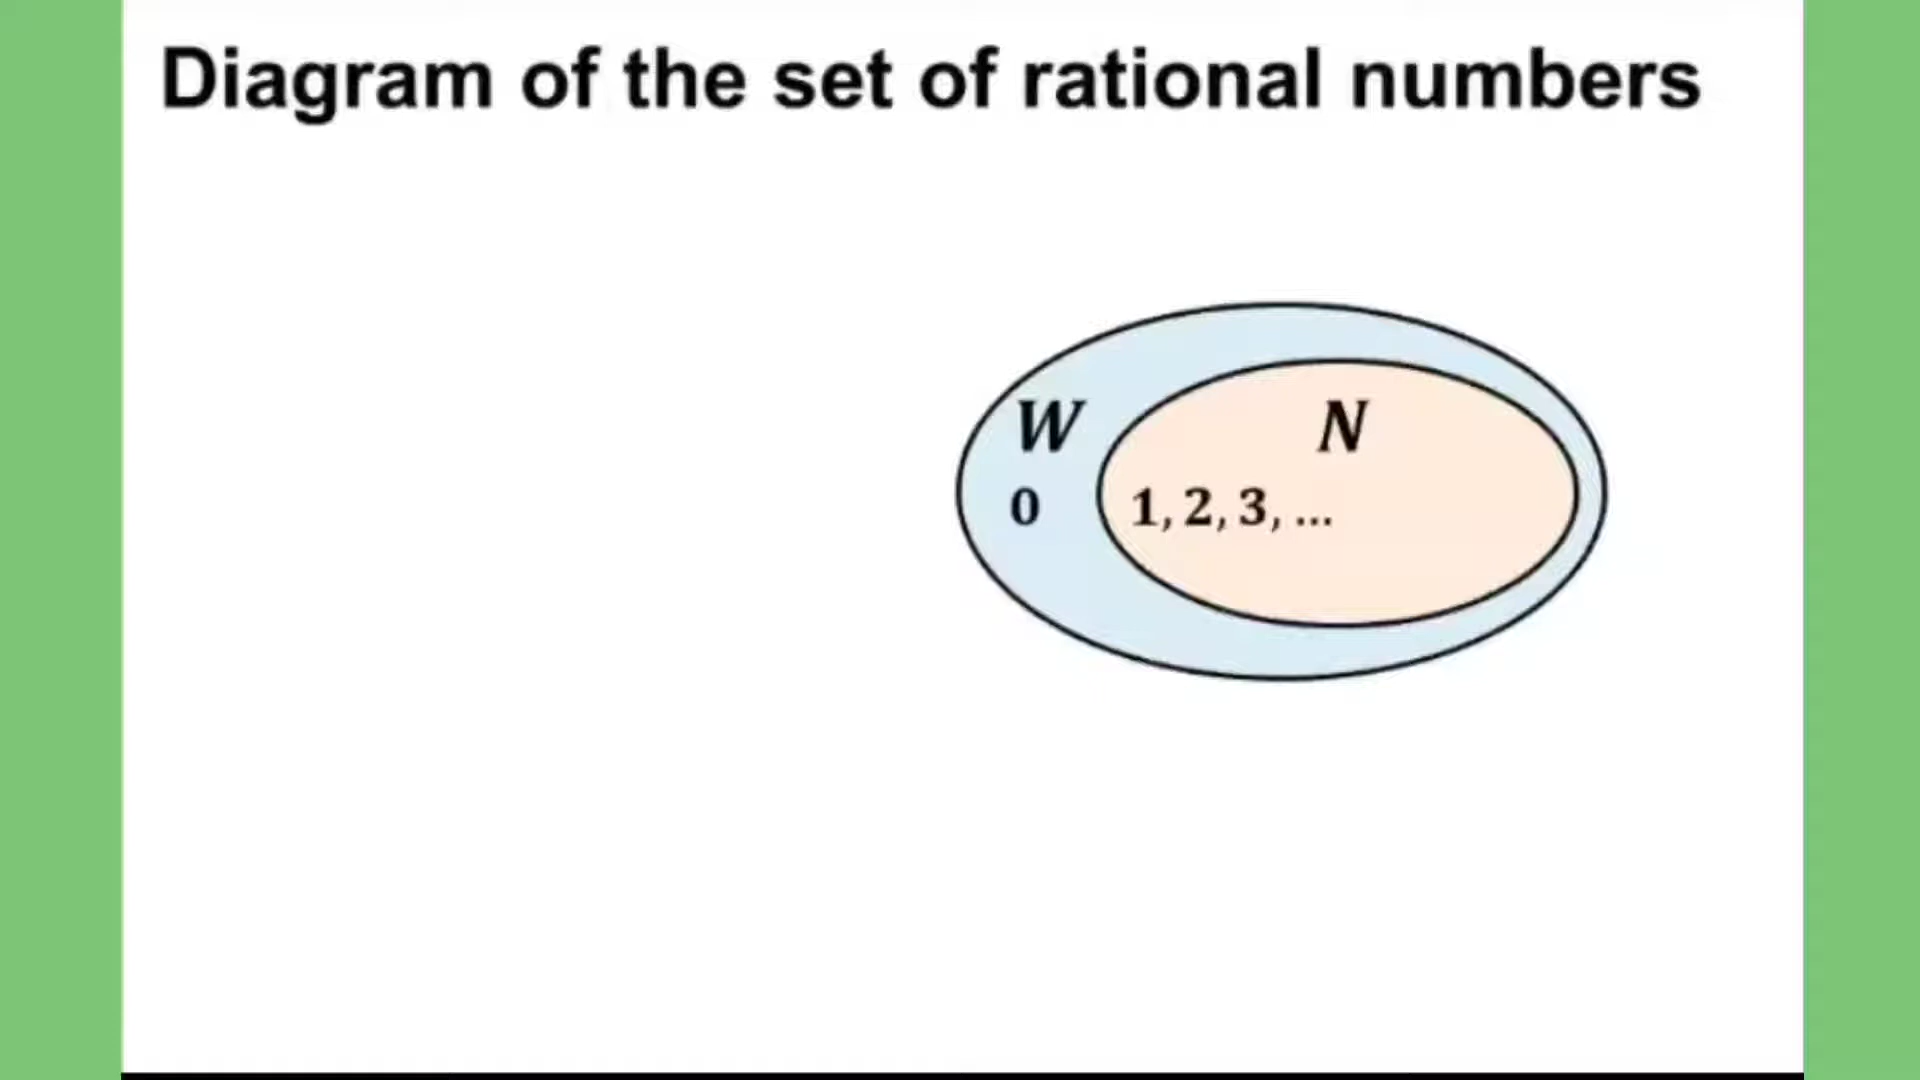 Diagram of the set of rational numbers
W N
0 1, 2, 3, ...